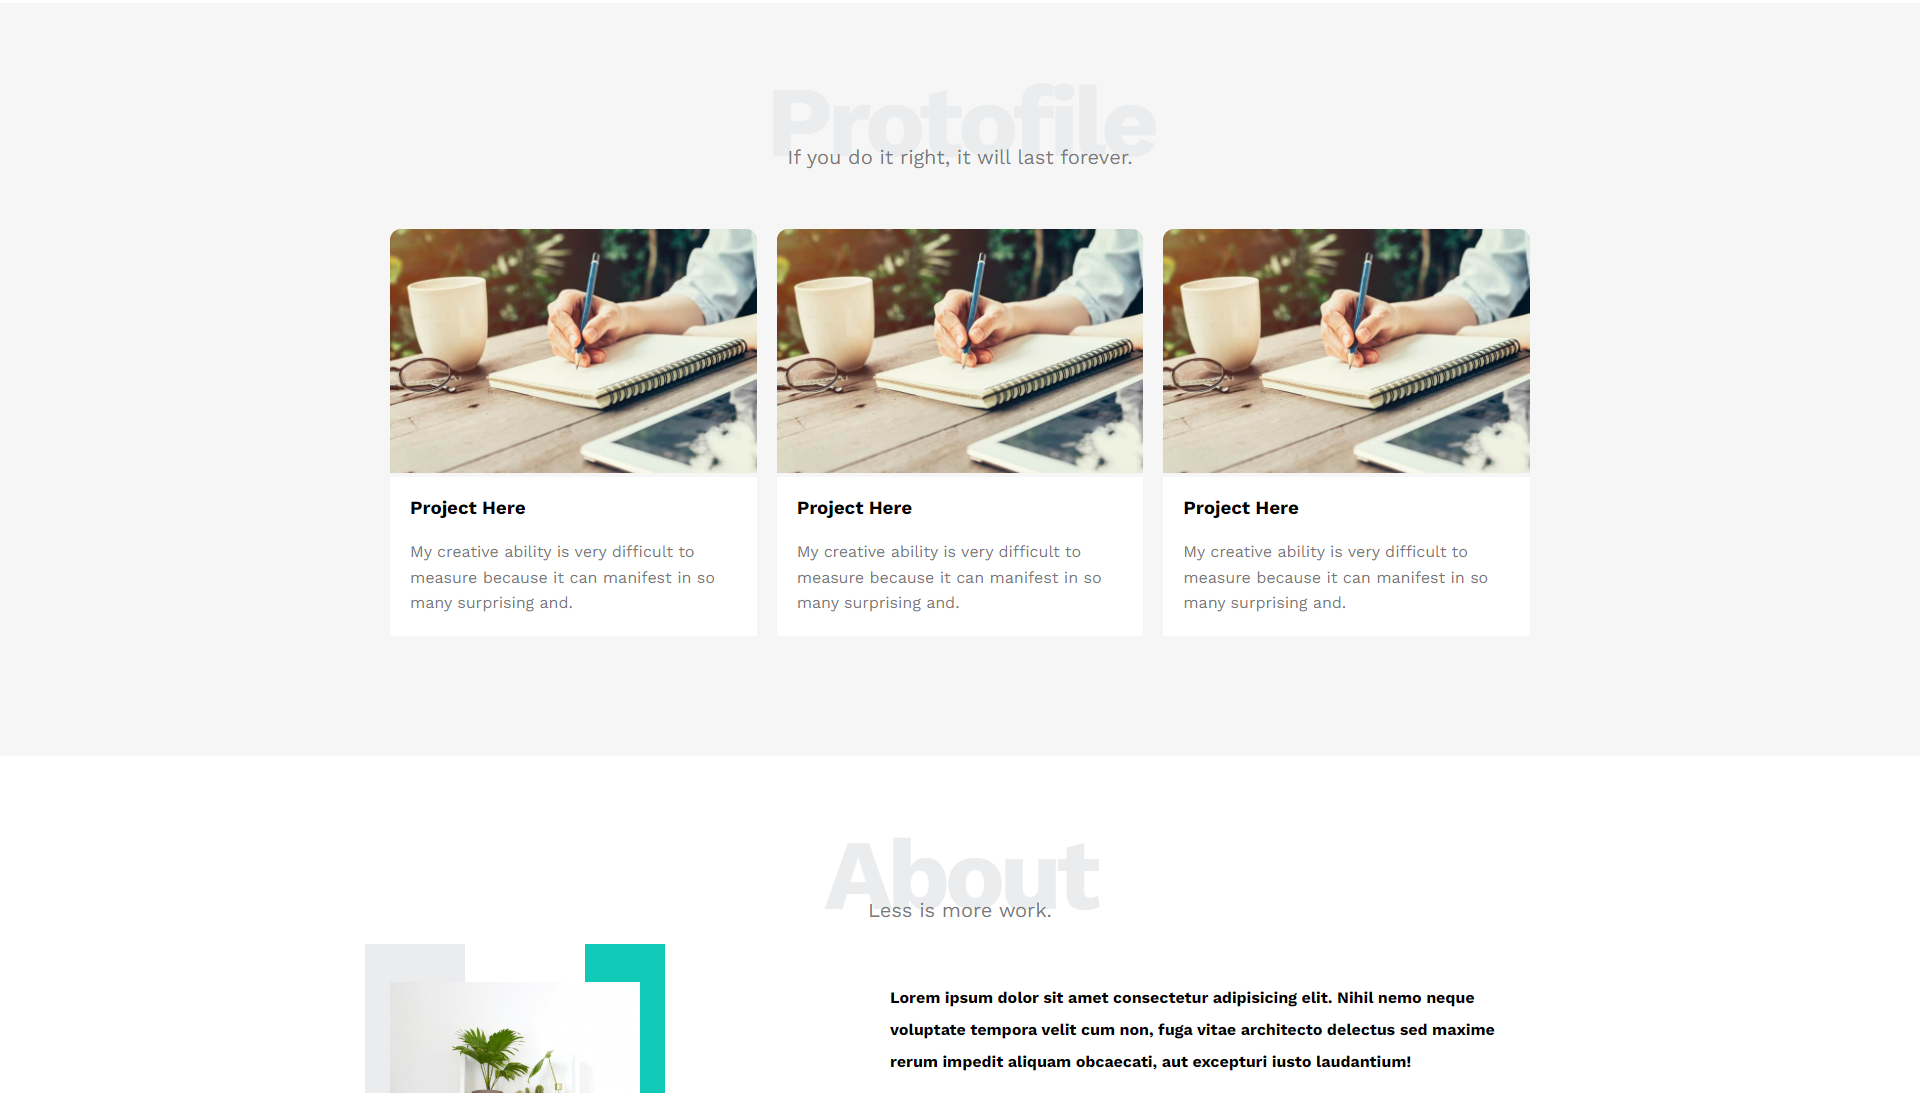 Protofile
If you do it right, it will last forever.
Project Here
My creative ability is very difficult to
measure because it can manifest in so
many surprising and.
Project Here
My creative ability is very difficult to
measure because it can manifest in so
many surprising and.
Project Here
My creative ability is very difficult to
measure because it can manifest in so
many surprising and.
About
Less is more work.
Lorem ipsum dolor sit amet consectetur adipisicing elit. Nihil nemo neque
voluptate tempora velit cum non, fuga vitae architecto delectus sed maxime
rerum impedit aliquam obcaecati, aut excepturi iusto laudantium!